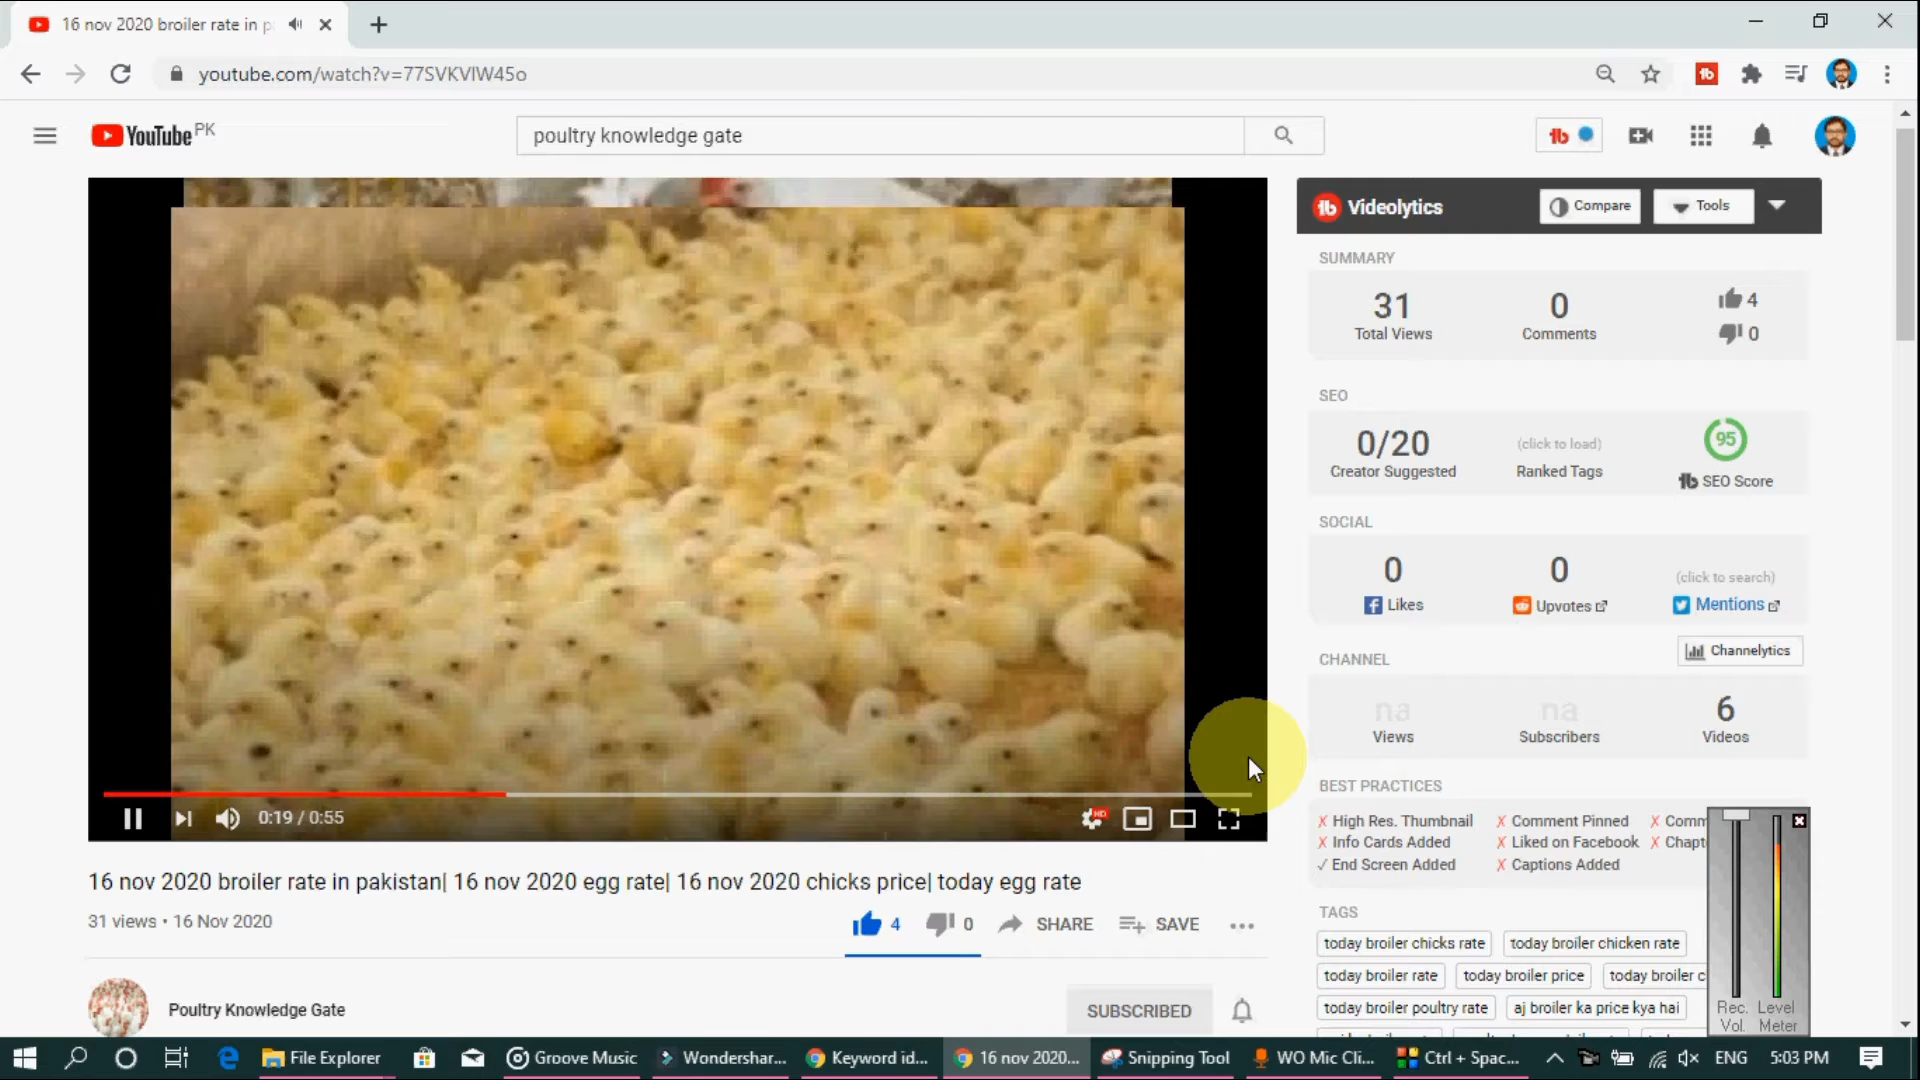 16 nov 2020 broiler rate in p
youtube.com/watch?v=77SVKVlW45o
YouTube PK
poultry knowledge gate
Videolytics
Compare
Tools
SUMMARY
31
Total Views
0
Comments
4
0
SEO
0/20
Creator Suggested
(click to load)
Ranked Tags
95
SEO Score
SOCIAL
0
Likes
0
Upvotes
(click to search)
Mentions
CHANNEL
Channelytics
na
Views
na
Subscribers
6
Videos
BEST PRACTICES
High Res. Thumbnail
Comment Pinned
Comm
Info Cards Added
Liked on Facebook
Chapt
End Screen Added
Captions Added
TAGS
today broiler chicks rate
today broiler chicken rate
today broiler rate
today broiler price
today broiler c
today broiler poultry rate
aj broiler ka price kya hai
Rec. Vol.
Level Meter
0:19 / 0:55
HD
16 nov 2020 broiler rate in pakistan| 16 nov 2020 egg rate| 16 nov 2020 chicks price| today egg rate
31 views • 16 Nov 2020
4
0
SHARE
SAVE
Poultry Knowledge Gate
SUBSCRIBED
File Explorer
Groove Music
Wondershar...
Keyword id...
16 nov 2020...
Snipping Tool
WO Mic Cli...
Ctrl + Spac...
ENG
5:03 PM